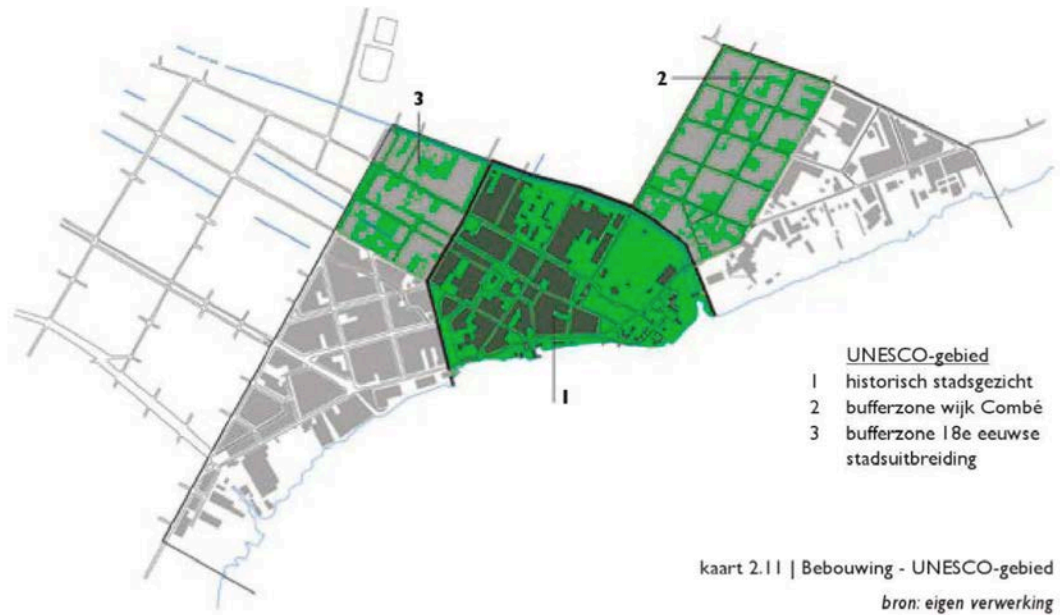 2
3
1
UNESCO-gebied
1 historisch stadsgezicht
2 bufferzone wijk Combé
3 bufferzone 18e eeuwse
stadsuitbreiding
kaart 2.11 | Bebouwing - UNESCO-gebied
bron: eigen verwerking